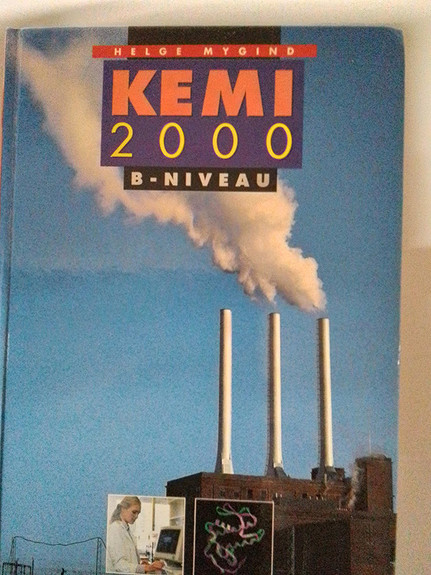 HELGE MYGIND
KEMI
2000
B-NIVEAU